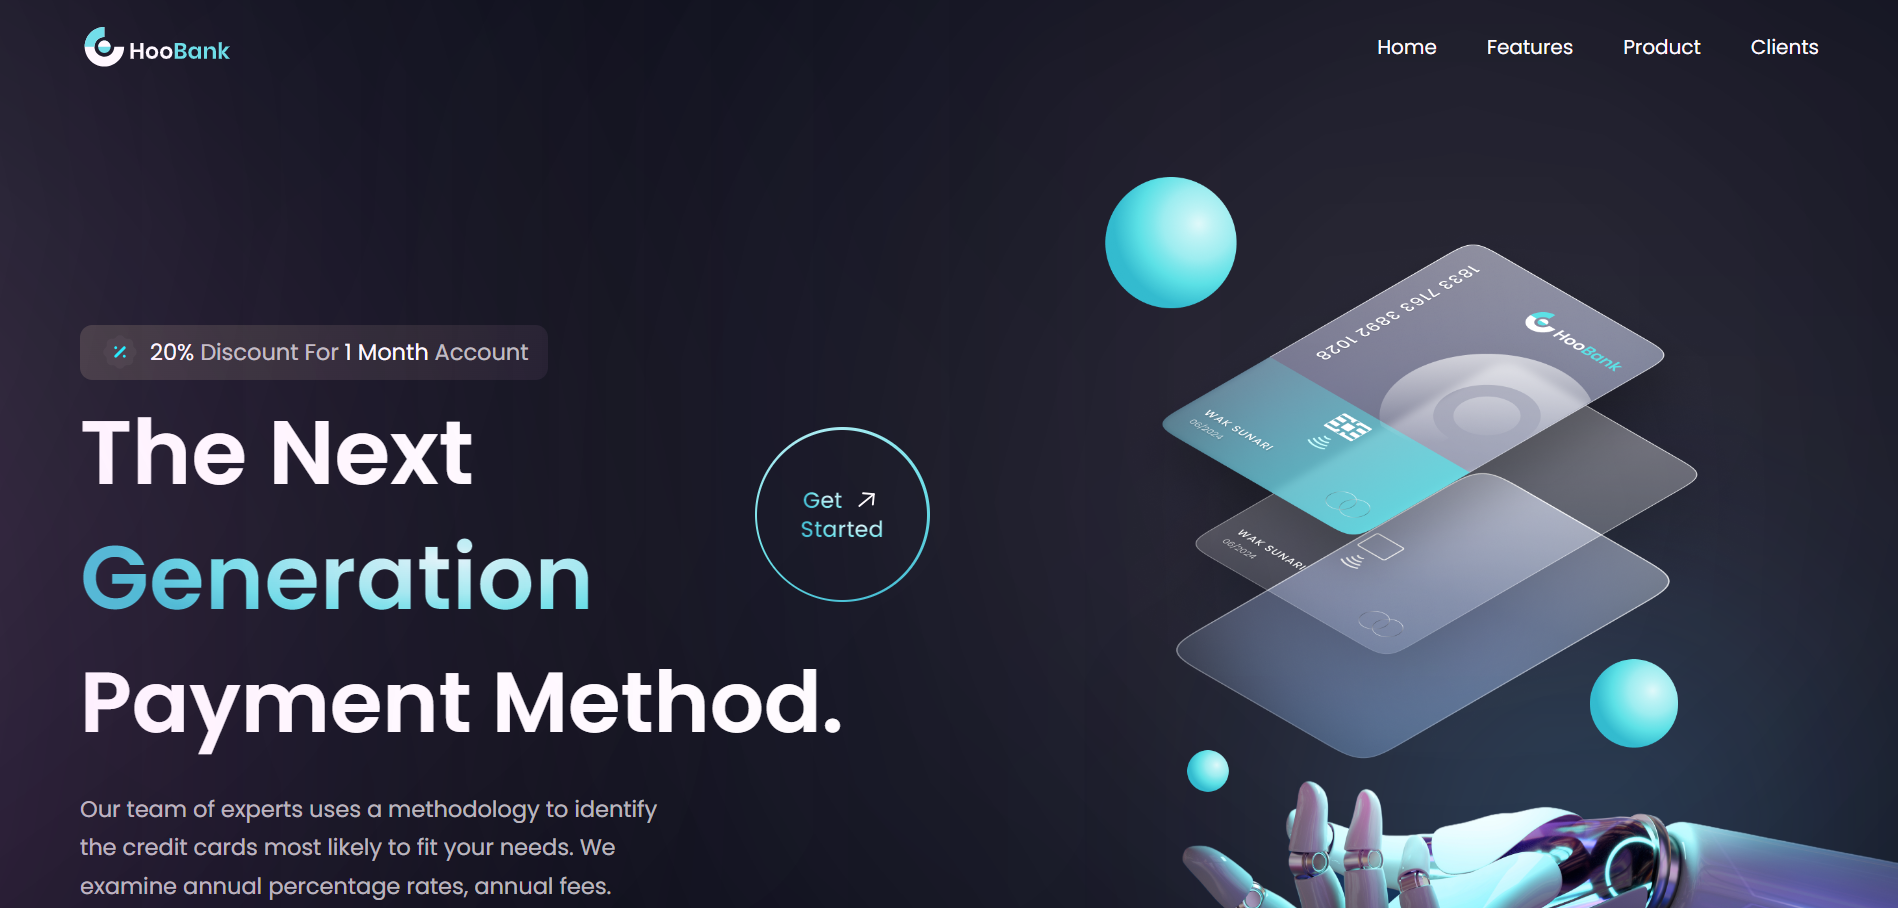 HooBank
Home Features Product Clients
20% Discount For 1 Month Account
The Next
Generation
Payment Method.
Get
Started
Our team of experts uses a methodology to identify
the credit cards most likely to fit your needs. We
examine annual percentage rates, annual fees.
1833 7163 3892 1028
HooBank
WAK SUNARI
06/2024
WAK SUNARI
06/2024